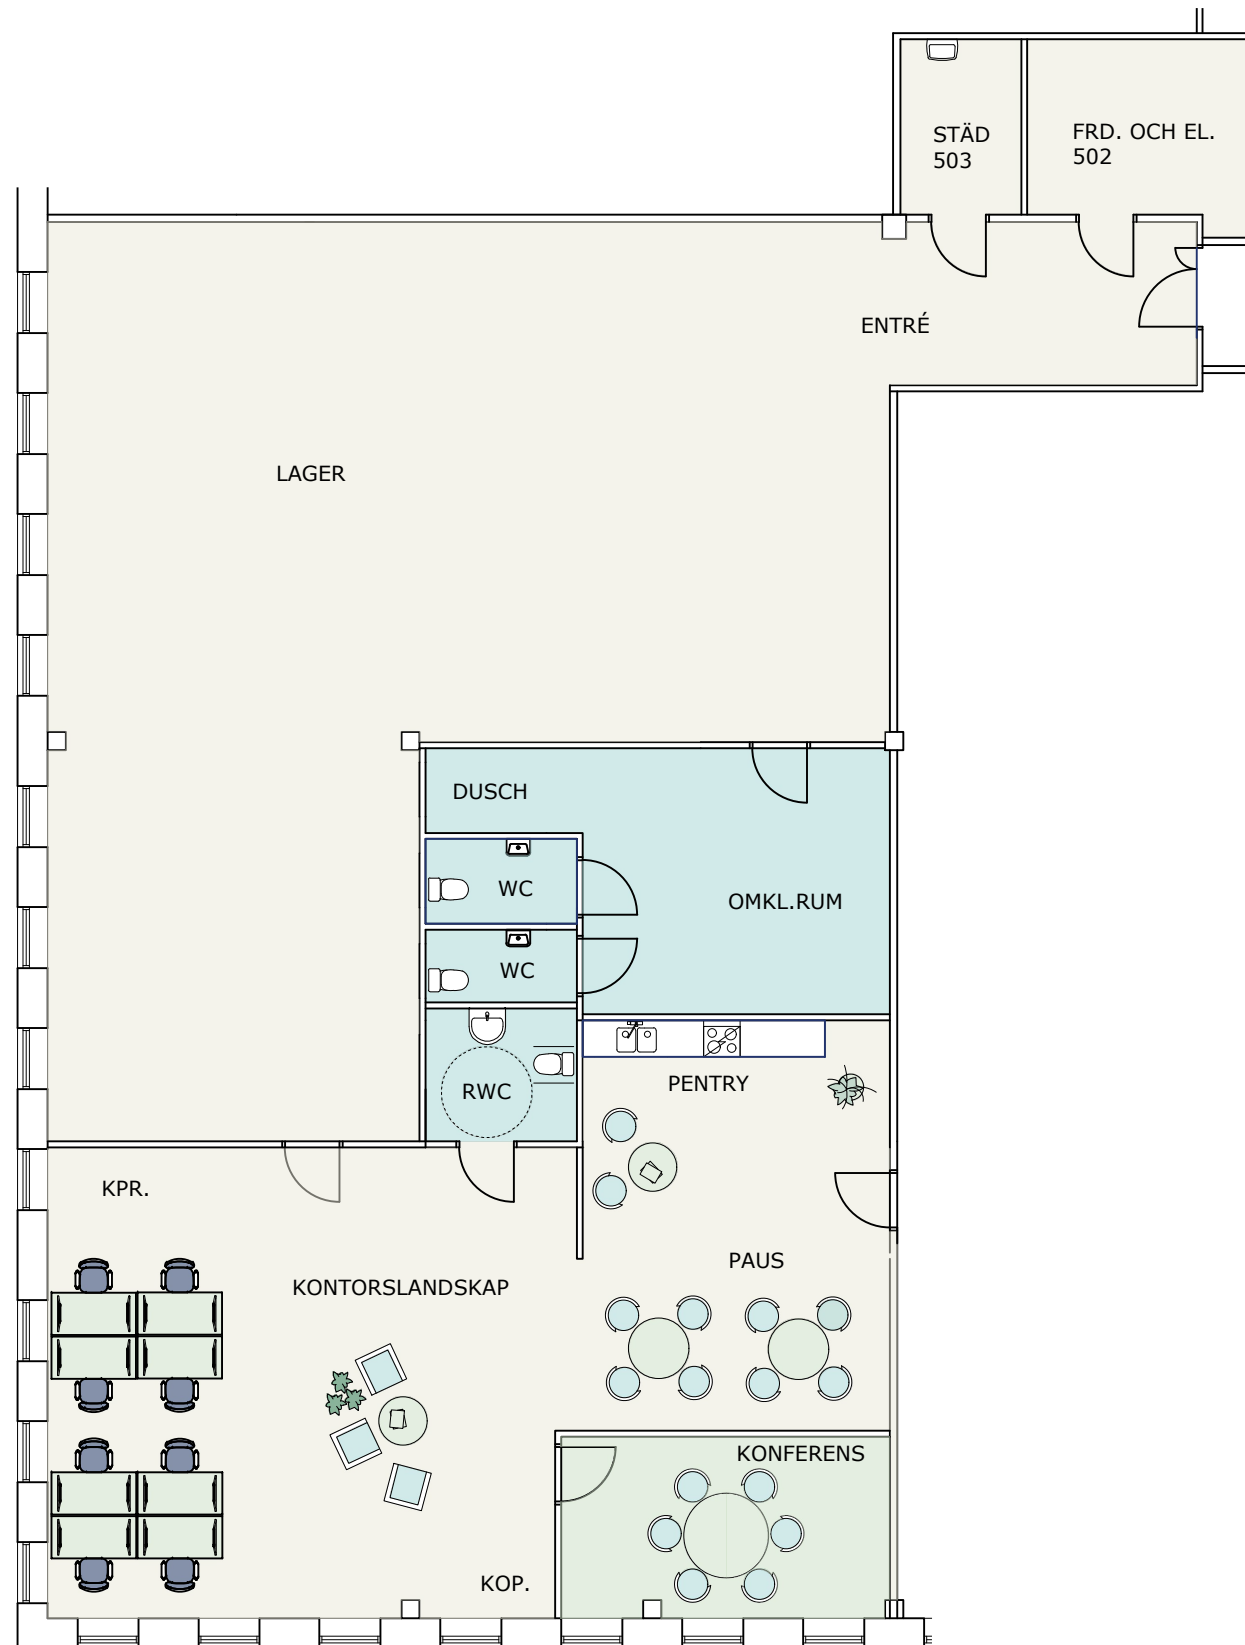 STÄD
503
FRD. OCH EL.
502
ENTRÉ
LAGER
DUSCH
WC
OMKL.RUM
WC
PENTRY
RWC
KPR.
PAUS
KONTORSLANDSKAP
KONFERENS
KOP.